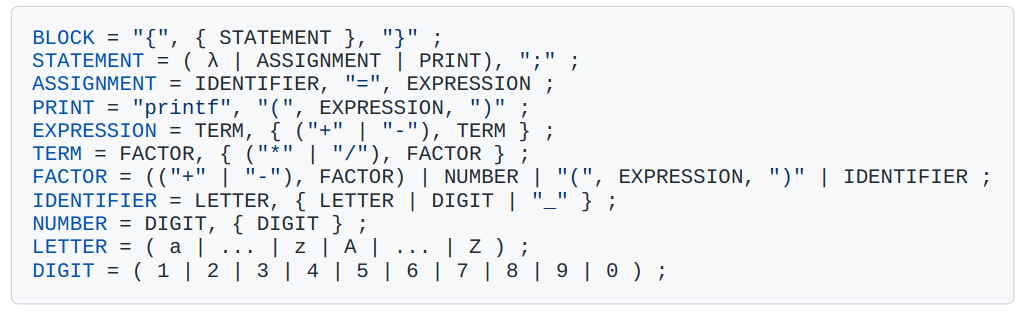 BLOCK = "{", { STATEMENT }, "}" ;
STATEMENT = ( λ | ASSIGNMENT | PRINT), ";" ;
ASSIGNMENT = IDENTIFIER, "=", EXPRESSION ;
PRINT = "printf", "(", EXPRESSION, ")" ;
EXPRESSION = TERM, { ("+" | "-"), TERM } ;
TERM = FACTOR, { ("*" | "/"), FACTOR } ;
FACTOR = (("+" | "-"), FACTOR) | NUMBER | "(", EXPRESSION, ")" | IDENTIFIER ;
IDENTIFIER = LETTER, { LETTER | DIGIT | "_" } ;
NUMBER = DIGIT, { DIGIT } ;
LETTER = ( a | ... | z | A | ... | Z ) ;
DIGIT = ( 1 | 2 | 3 | 4 | 5 | 6 | 7 | 8 | 9 | 0 ) ;